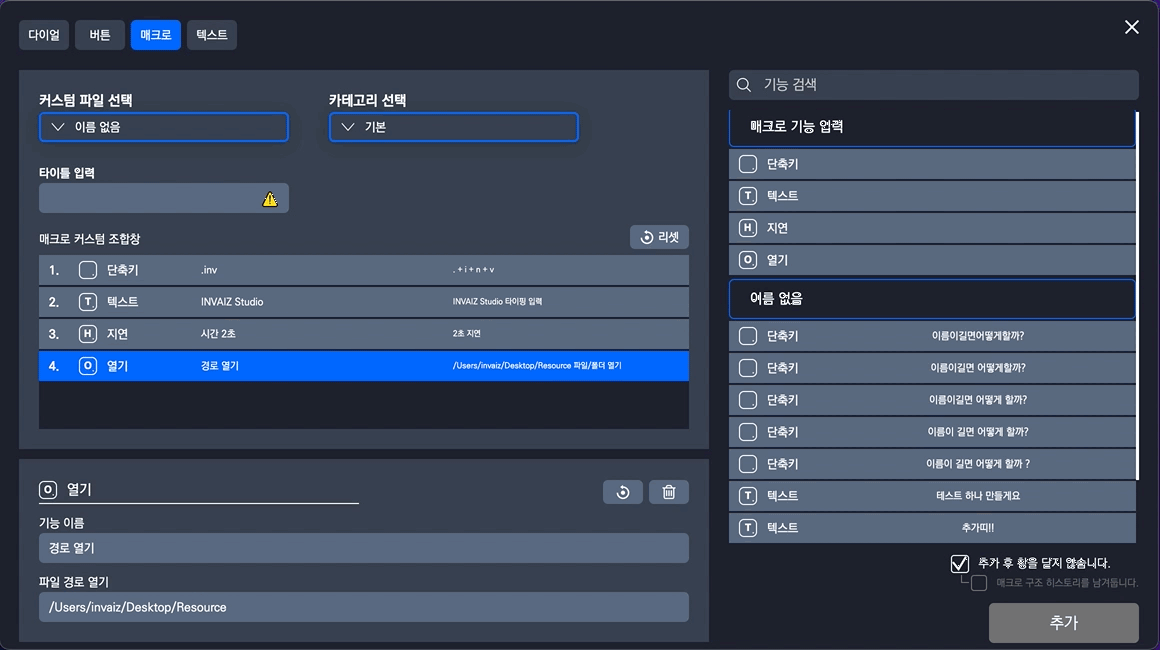 다이얼 버튼 매크로 텍스트
커스텀 파일 선택 카테고리 선택
이름 없음 기본
타이틀 입력
매크로 커스텀 조합창 리셋
1. 단축키 .inv . + i + n + v
2. T 텍스트 INVAIZ Studio INVAIZ Studio 타이핑 입력
3. H 지연 시간 2초 2초 지연
4. O 열기 경로 열기 /Users/invaiz/Desktop/Resource 파일/폴더 열기
O 열기
기능 이름
경로 열기
파일 경로 열기
/Users/invaiz/Desktop/Resource
기능 검색
매크로 기능 입력
단축키
T 텍스트
H 지연
O 열기
이름 없음
단축키 이름이길면어떻게할까?
단축키 이름이길면 어떻게할까?
단축키 이름이길면 어떻게 할까?
단축키 이름이 길면 어떻게 할까?
단축키 이름이 길면 어떻게 할까 ?
T 텍스트 테스트 하나 만들게요
T 텍스트 추가띠!!
추가 후 창을 닫지 않습니다.
매크로 구조 히스토리를 남겨둡니다.
추가